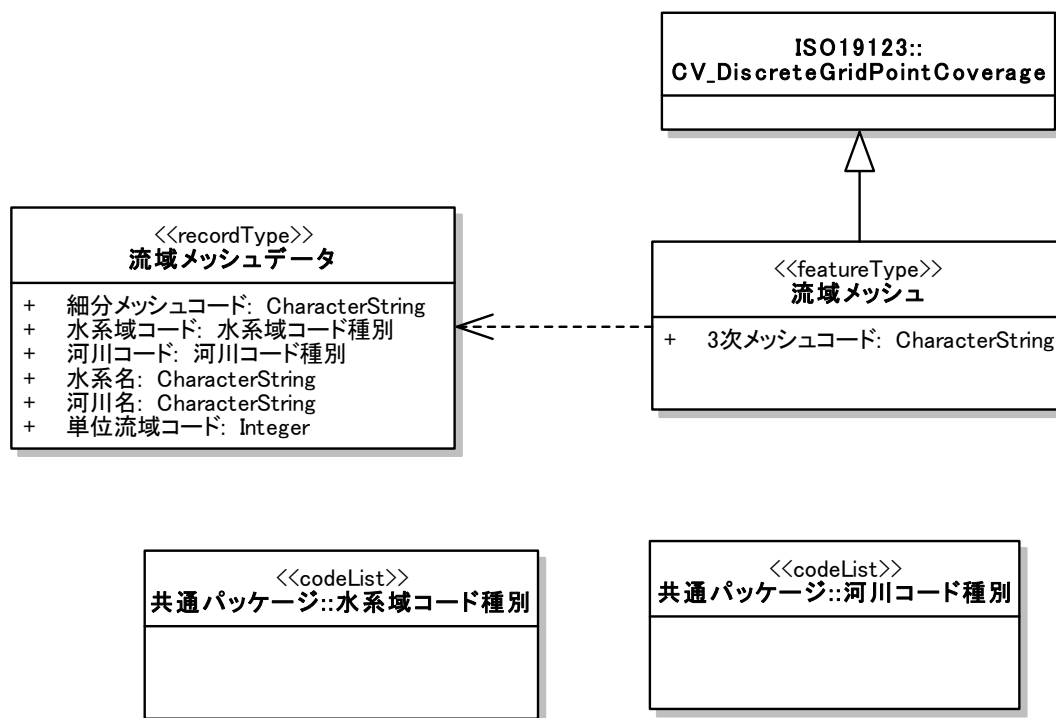 ISO19123::
CV_DiscreteGridPointCoverage
<<recordType>>
流域メッシュデータ
+ 細分メッシュコード: CharacterString
+ 水系域コード: 水系域コード種別
+ 河川コード: 河川コード種別
+ 水系名: CharacterString
+ 河川名: CharacterString
+ 単位流域コード: Integer
<<featureType>>
流域メッシュ
+ 3次メッシュコード: CharacterString
<<codeList>>
共通パッケージ::水系域コード種別
<<codeList>>
共通パッケージ::河川コード種別